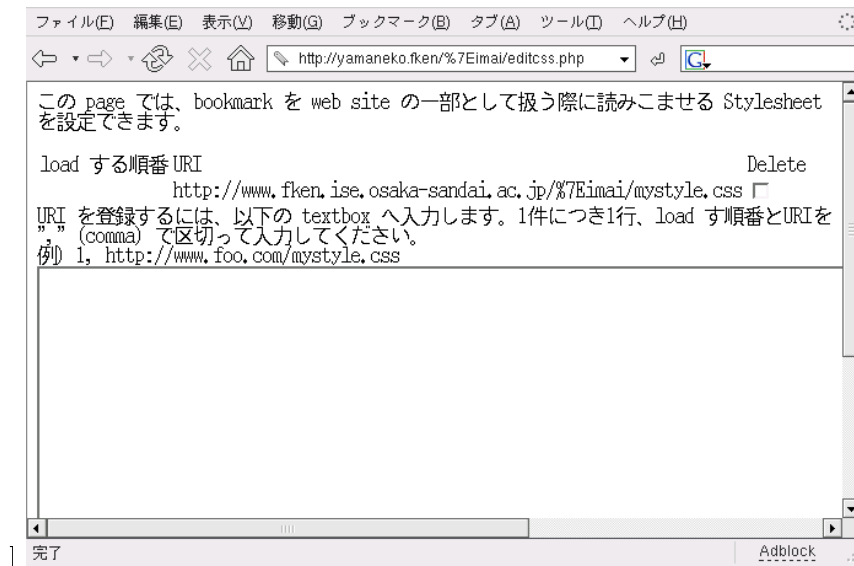 ファイル(F) 編集(E) 表示(V) 移動(G) ブックマーク(B) タブ(A) ツール(T) ヘルプ(H)
http://yamaneko.fken/%7Eimai/editcss.php
G
この page では、bookmark を web site の一部として扱う際に読みこませる Stylesheet
を設定できます。
load する順番 URI Delete
http://www.fken.ise.osaka-sandai.ac.jp/%7Eimai/mystyle.css
URI を登録するには、以下の textbox へ入力します。1件につき1行、load す順番とURIを
"," (comma) で区切って入力してください。
例) 1, http://www.foo.com/mystyle.css
] 完了 Adblock